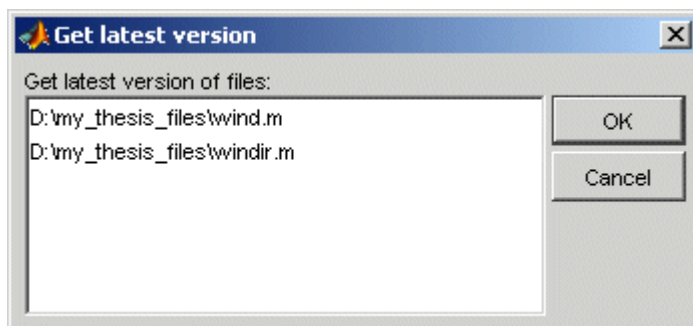 Get latest version
Get latest version of files:
D:\my_thesis_files\wind.m
D:\my_thesis_files\windir.m
OK
Cancel